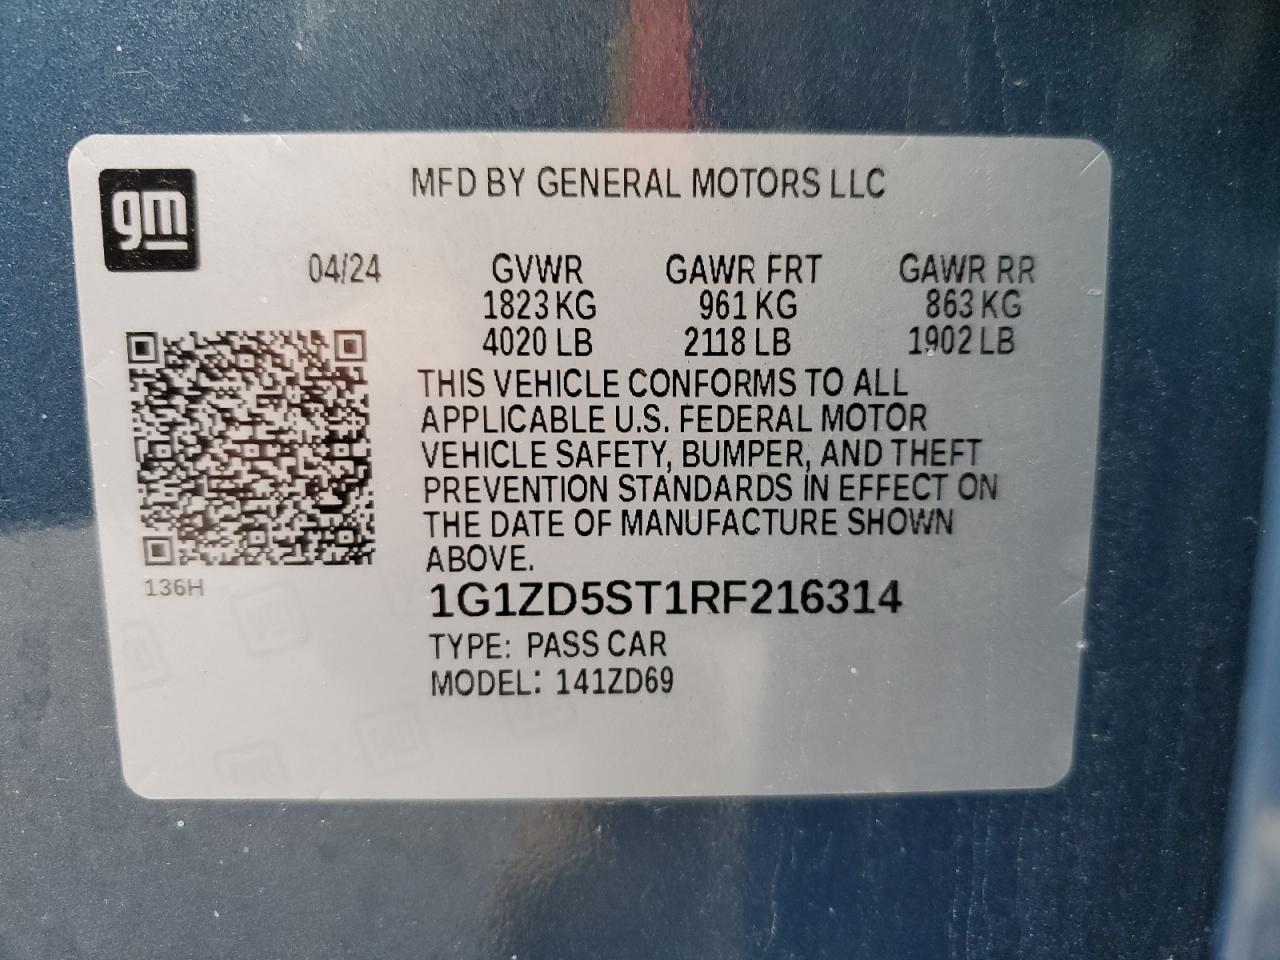 gm
MFD BY GENERAL MOTORS LLC
04/24 GVWR GAWR FRT GAWR RR
1823 KG 961 KG 863 KG
4020 LB 2118 LB 1902 LB
THIS VEHICLE CONFORMS TO ALL
APPLICABLE U.S. FEDERAL MOTOR
VEHICLE SAFETY, BUMPER, AND THEFT
PREVENTION STANDARDS IN EFFECT ON
THE DATE OF MANUFACTURE SHOWN
ABOVE.
136H
1G1ZD5ST1RF216314
TYPE: PASS CAR
MODEL: 141ZD69